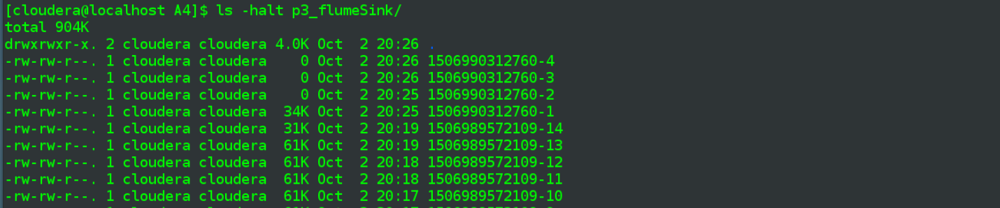 [cloudera@localhost A4]$ ls -halt p3_flumeSink/
total 904K
drwxrwxr-x. 2 cloudera cloudera 4.0K Oct  2 20:26 .
-rw-rw-r--. 1 cloudera cloudera    0 Oct  2 20:26 1506990312760-4
-rw-rw-r--. 1 cloudera cloudera    0 Oct  2 20:26 1506990312760-3
-rw-rw-r--. 1 cloudera cloudera    0 Oct  2 20:25 1506990312760-2
-rw-rw-r--. 1 cloudera cloudera  34K Oct  2 20:25 1506990312760-1
-rw-rw-r--. 1 cloudera cloudera  31K Oct  2 20:19 1506989572109-14
-rw-rw-r--. 1 cloudera cloudera  61K Oct  2 20:19 1506989572109-13
-rw-rw-r--. 1 cloudera cloudera  61K Oct  2 20:18 1506989572109-12
-rw-rw-r--. 1 cloudera cloudera  61K Oct  2 20:18 1506989572109-11
-rw-rw-r--. 1 cloudera cloudera  61K Oct  2 20:17 1506989572109-10